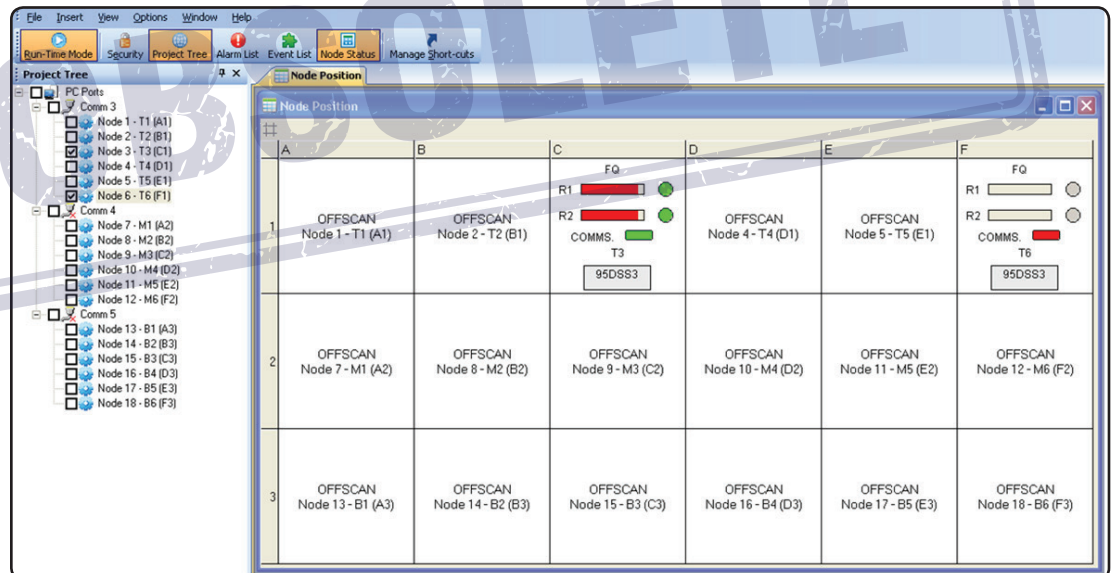 File Insert View Options Window Help
Run-Time Mode Security Project Tree Alarm List Event List Node Status Manage Short-cuts
Project Tree
PC Ports
Comm 3
Node 1 - T1 (A1)
Node 2 - T2 (B1)
Node 3 - T3 (C1)
Node 4 - T4 (D1)
Node 5 - T5 (E1)
Node 6 - T6 (F1)
Comm 4
Node 7 - M1 (A2)
Node 8 - M2 (B2)
Node 9 - M3 (C2)
Node 10 - M4 (D2)
Node 11 - M5 (E2)
Node 12 - M6 (F2)
Comm 5
Node 13 - B1 (A3)
Node 14 - B2 (B3)
Node 15 - B3 (C3)
Node 16 - B4 (D3)
Node 17 - B5 (E3)
Node 18 - B6 (F3)
Node Position
Node Position
A B C D E F
1
OFFSCAN
Node 1 - T1 (A1)
OFFSCAN
Node 2 - T2 (B1)
FQ
R1
R2
COMMS.
T3
95DSS3
OFFSCAN
Node 4 - T4 (D1)
OFFSCAN
Node 5 - T5 (E1)
FQ
R1
R2
COMMS.
T6
95DSS3
2
OFFSCAN
Node 7 - M1 (A2)
OFFSCAN
Node 8 - M2 (B2)
OFFSCAN
Node 9 - M3 (C2)
OFFSCAN
Node 10 - M4 (D2)
OFFSCAN
Node 11 - M5 (E2)
OFFSCAN
Node 12 - M6 (F2)
3
OFFSCAN
Node 13 - B1 (A3)
OFFSCAN
Node 14 - B2 (B3)
OFFSCAN
Node 15 - B3 (C3)
OFFSCAN
Node 16 - B4 (D3)
OFFSCAN
Node 17 - B5 (E3)
OFFSCAN
Node 18 - B6 (F3)
OBSOLETE